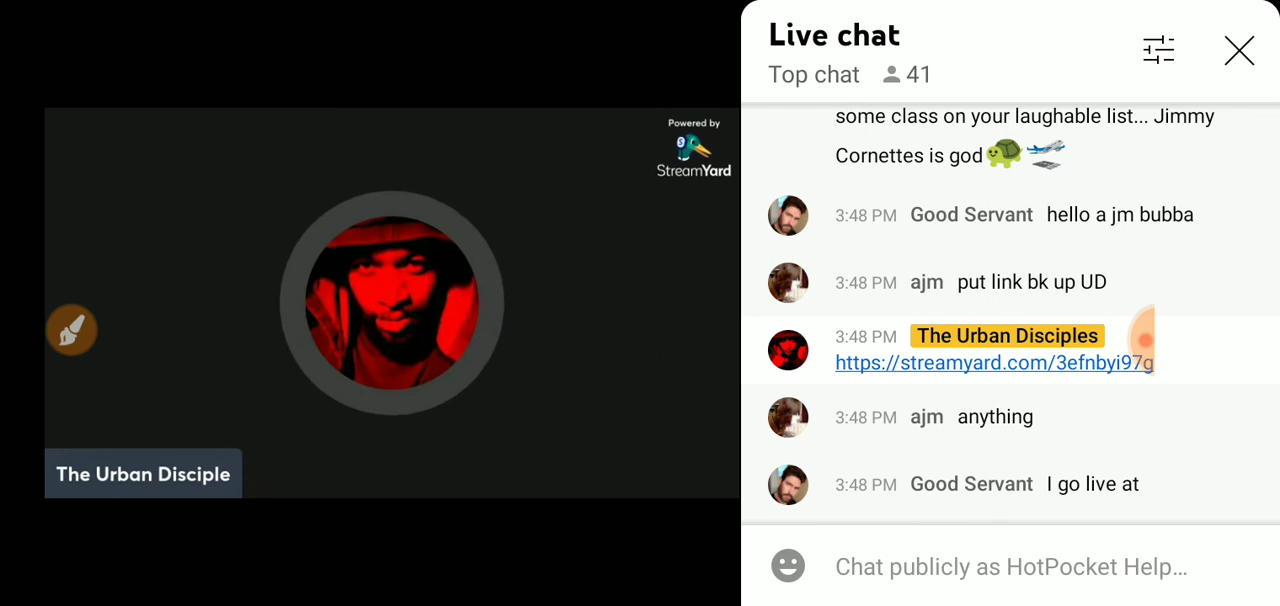 Powered by
StreamYard
The Urban Disciple
Live chat
Top chat 41
some class on your laughable list... Jimmy
Cornettes is god
3:48 PM Good Servant hello a jm bubba
3:48 PM ajm put link bk up UD
3:48 PM The Urban Disciples
https://streamyard.com/3efnbyi97g
3:48 PM ajm anything
3:48 PM Good Servant I go live at
Chat publicly as HotPocket Help...